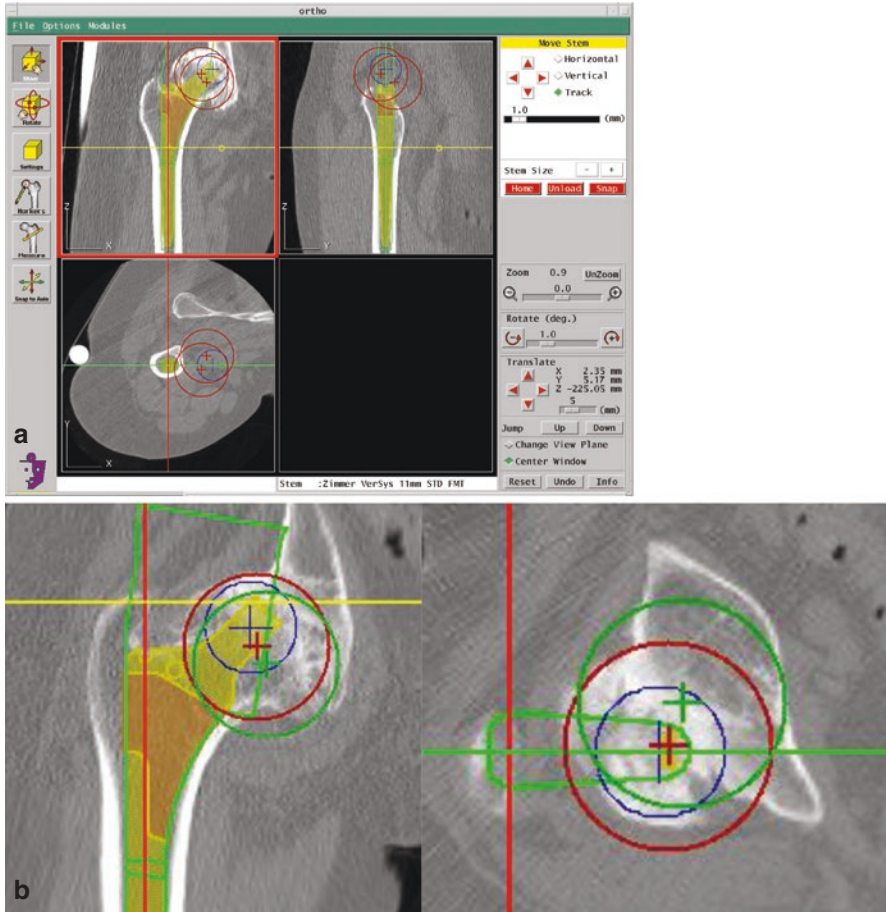 ortho
File Options Modules
Move
Rotate
Settings
Markers
Measure
Snap to Axis
Z
X
Z
Y
Y
X
Move Stem
Horizontal
Vertical
Track
1.0
(mm)
Stem Size - +
Home Unload Snap
Zoom 0.9 UnZoom
0.0
Rotate (deg.)
1.0
Translate
X 2.35 mm
Y 5.17 mm
Z -225.05 mm
5
(mm)
Jump Up Down
Change View Plane
Center Window
Reset Undo Info
Stem :Zimmer VerSys 11mm STD FMT
a
b